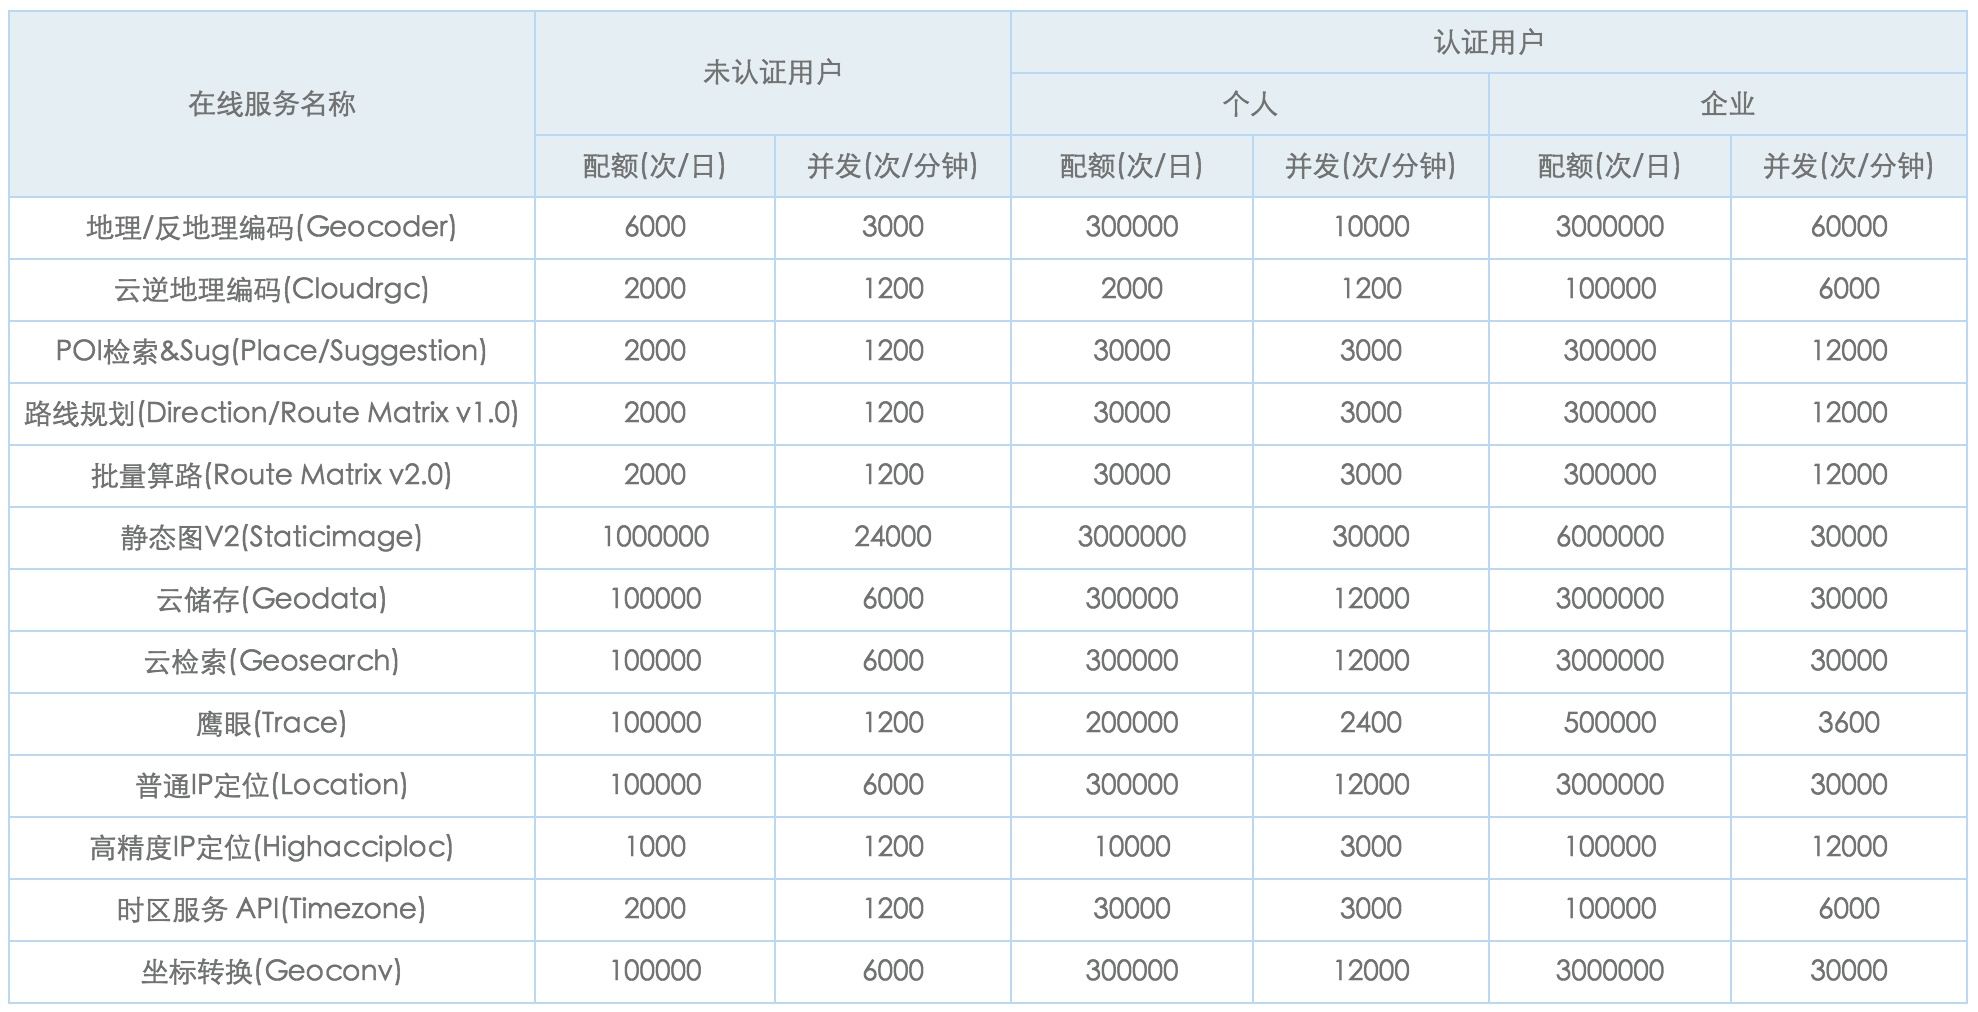 在线服务名称 未认证用户 认证用户
个人 企业
配额(次/日) 并发(次/分钟) 配额(次/日) 并发(次/分钟) 配额(次/日) 并发(次/分钟)
地理/反地理编码(Geocoder) 6000 3000 300000 10000 3000000 60000
云逆地理编码(Cloudrgc) 2000 1200 2000 1200 100000 6000
POI检索&Sug(Place/Suggestion) 2000 1200 30000 3000 300000 12000
路线规划(Direction/Route Matrix v1.0) 2000 1200 30000 3000 300000 12000
批量算路(Route Matrix v2.0) 2000 1200 30000 3000 300000 12000
静态图V2(Staticimage) 1000000 24000 3000000 30000 6000000 30000
云储存(Geodata) 100000 6000 300000 12000 3000000 30000
云检索(Geosearch) 100000 6000 300000 12000 3000000 30000
鹰眼(Trace) 100000 1200 200000 2400 500000 3600
普通IP定位(Location) 100000 6000 300000 12000 3000000 30000
高精度IP定位(Highacciploc) 1000 1200 10000 3000 100000 12000
时区服务 API(Timezone) 2000 1200 30000 3000 100000 6000
坐标转换(Geoconv) 100000 6000 300000 12000 3000000 30000